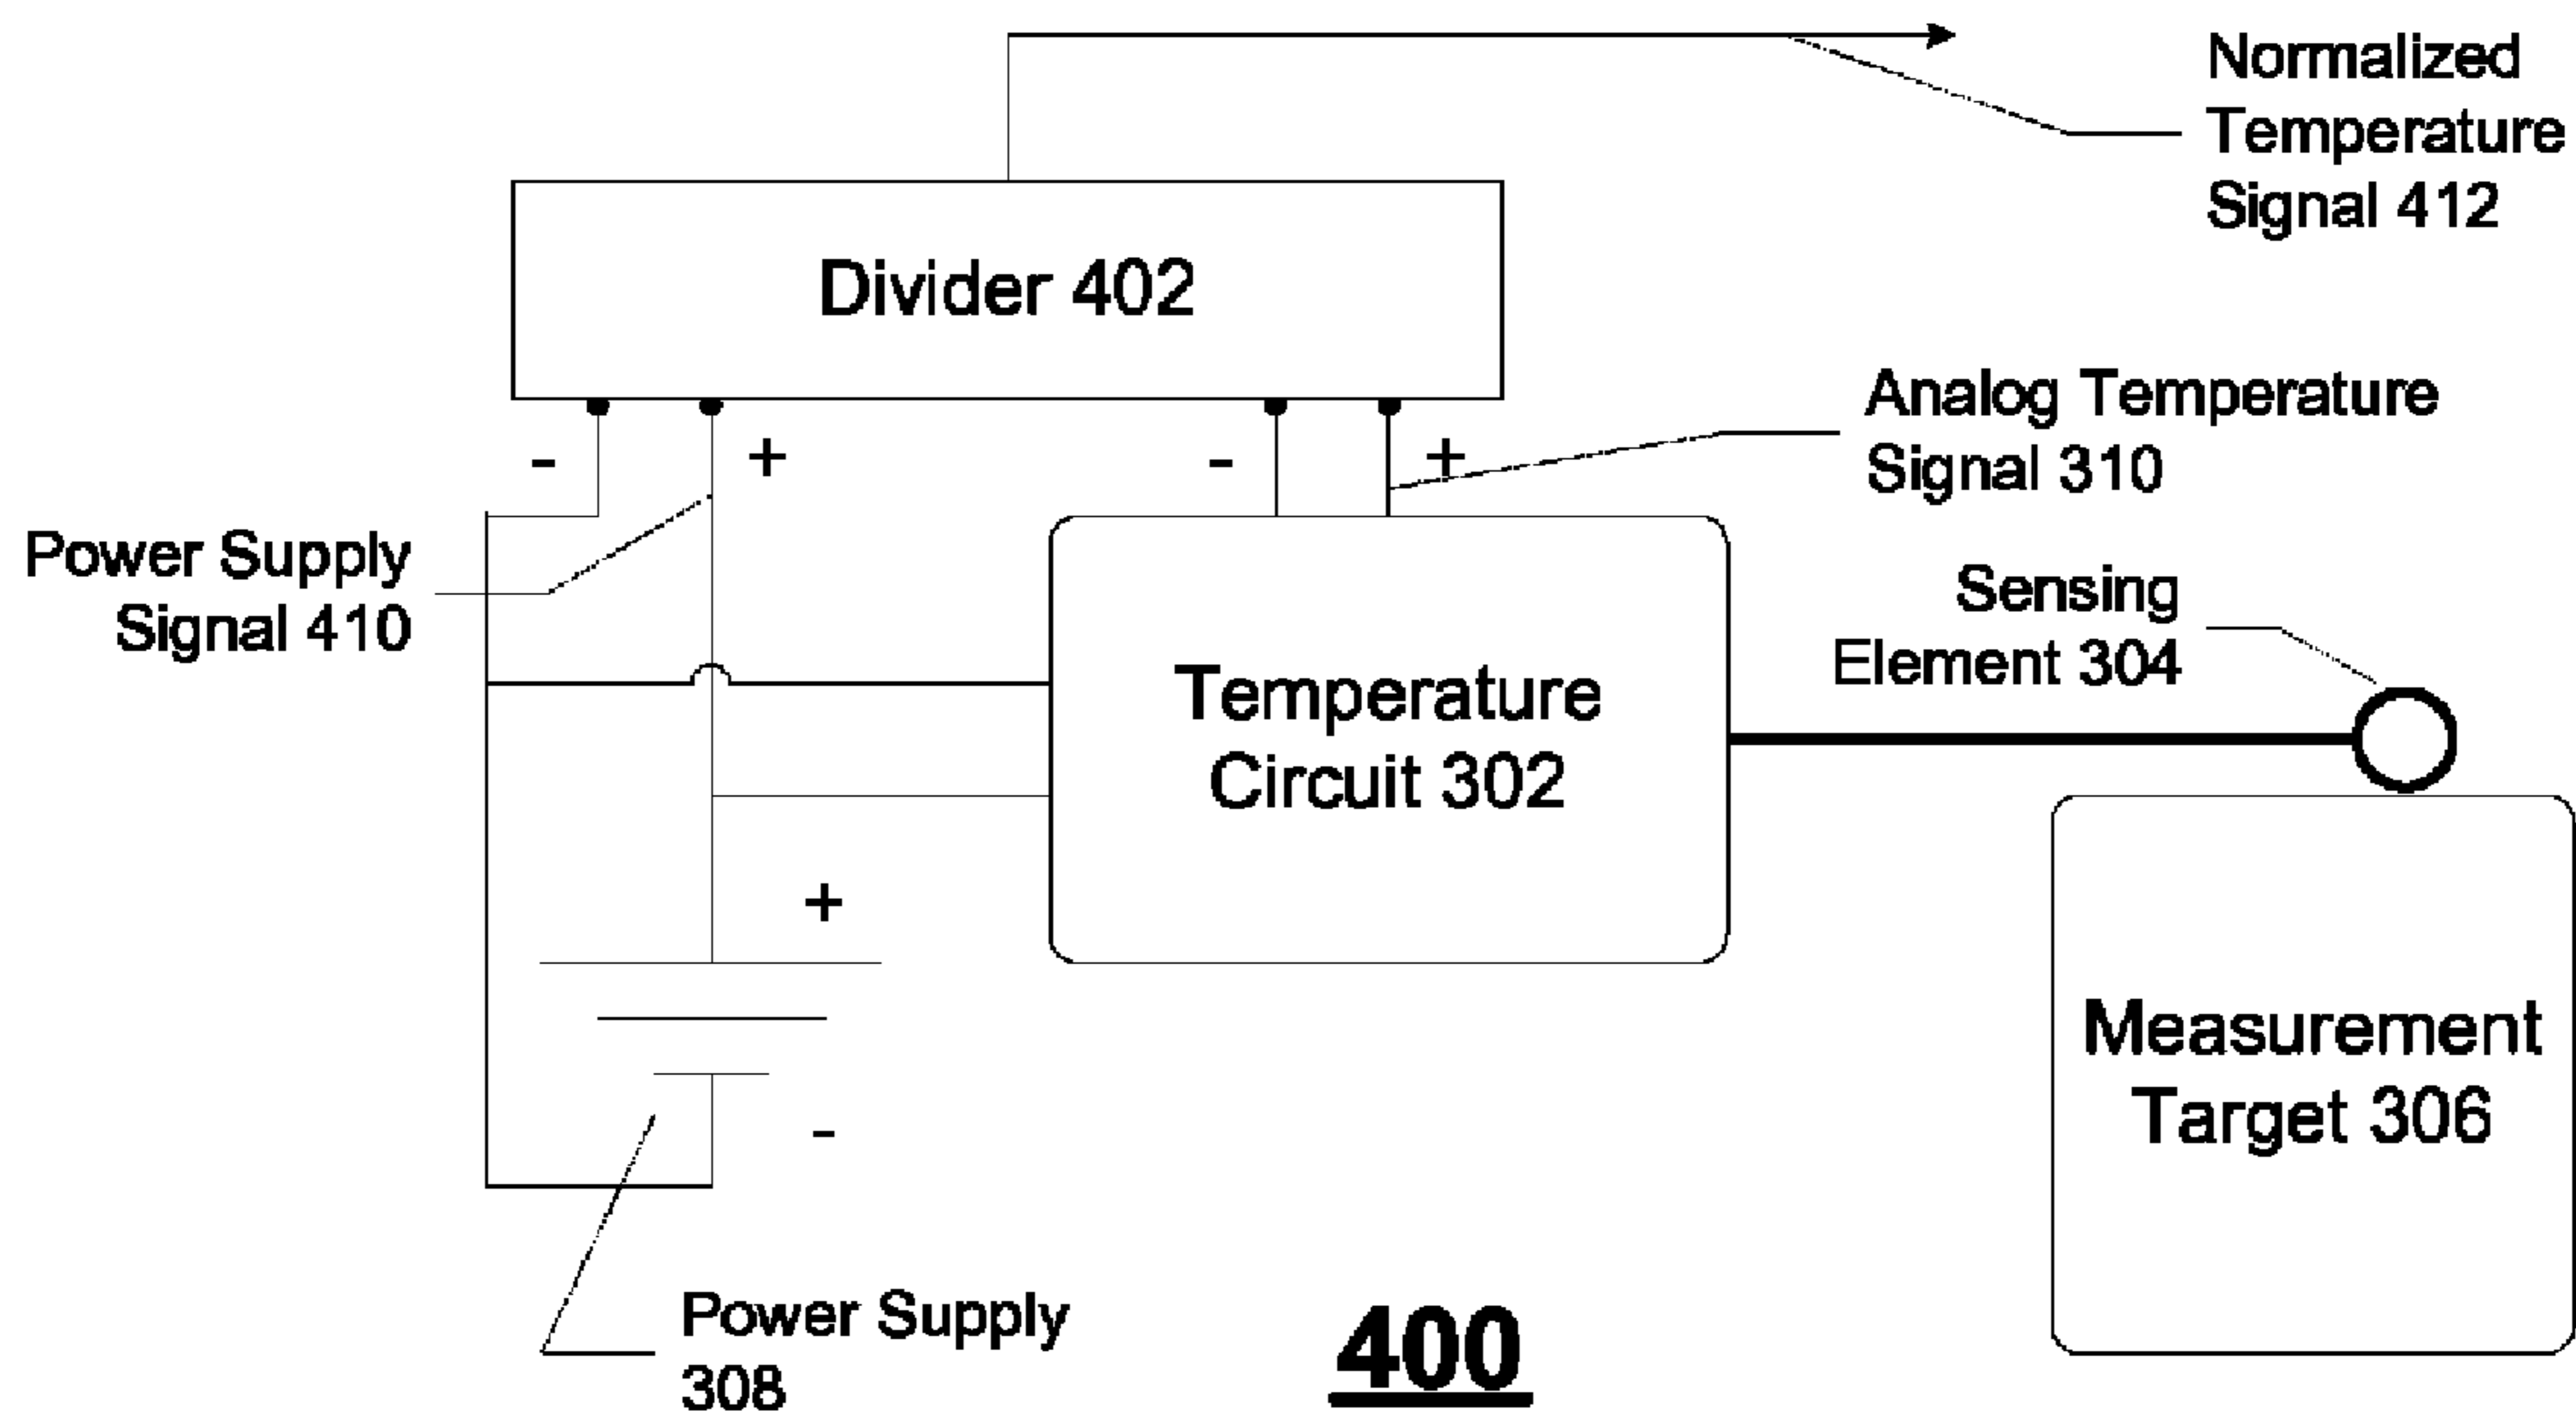 Normalized
Temperature
Signal 412
Divider 402
Analog Temperature
Signal 310
- + - +
Power Supply
Signal 410
Sensing
Element 304
Temperature
Circuit 302
+
-
Measurement
Target 306
Power Supply
308
400